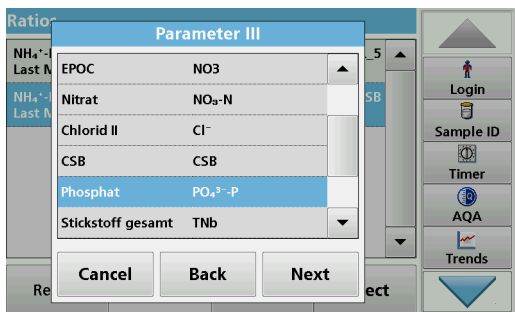 Ratios
Parameter III
NH₄⁺-
Last
_5
NH₄⁺-
Last
SB
EPOC NO3
Nitrat NO₃-N
Chlorid II Cl⁻
CSB CSB
Phosphat PO₄³⁻-P
Stickstoff gesamt TNb
Cancel Back Next
Re
ect
Login
Sample ID
Timer
AQA
Trends